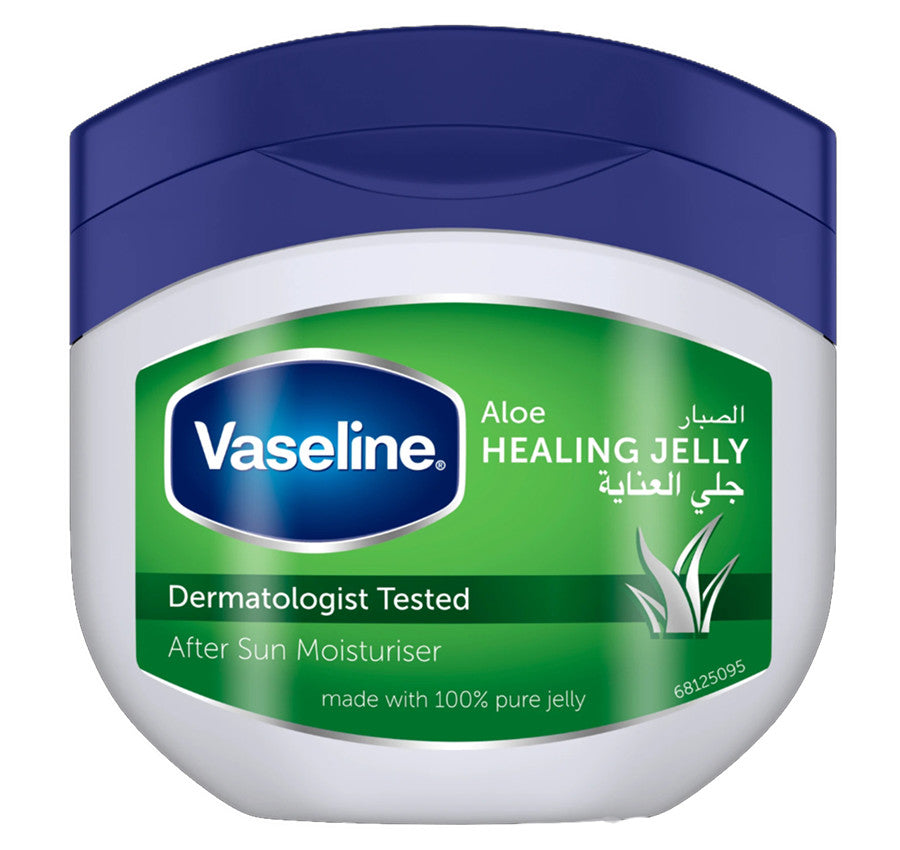 Vaseline®
Aloe الصبار
HEALING JELLY
جلي العناية
Dermatologist Tested
After Sun Moisturiser
made with 100% pure jelly
68125095